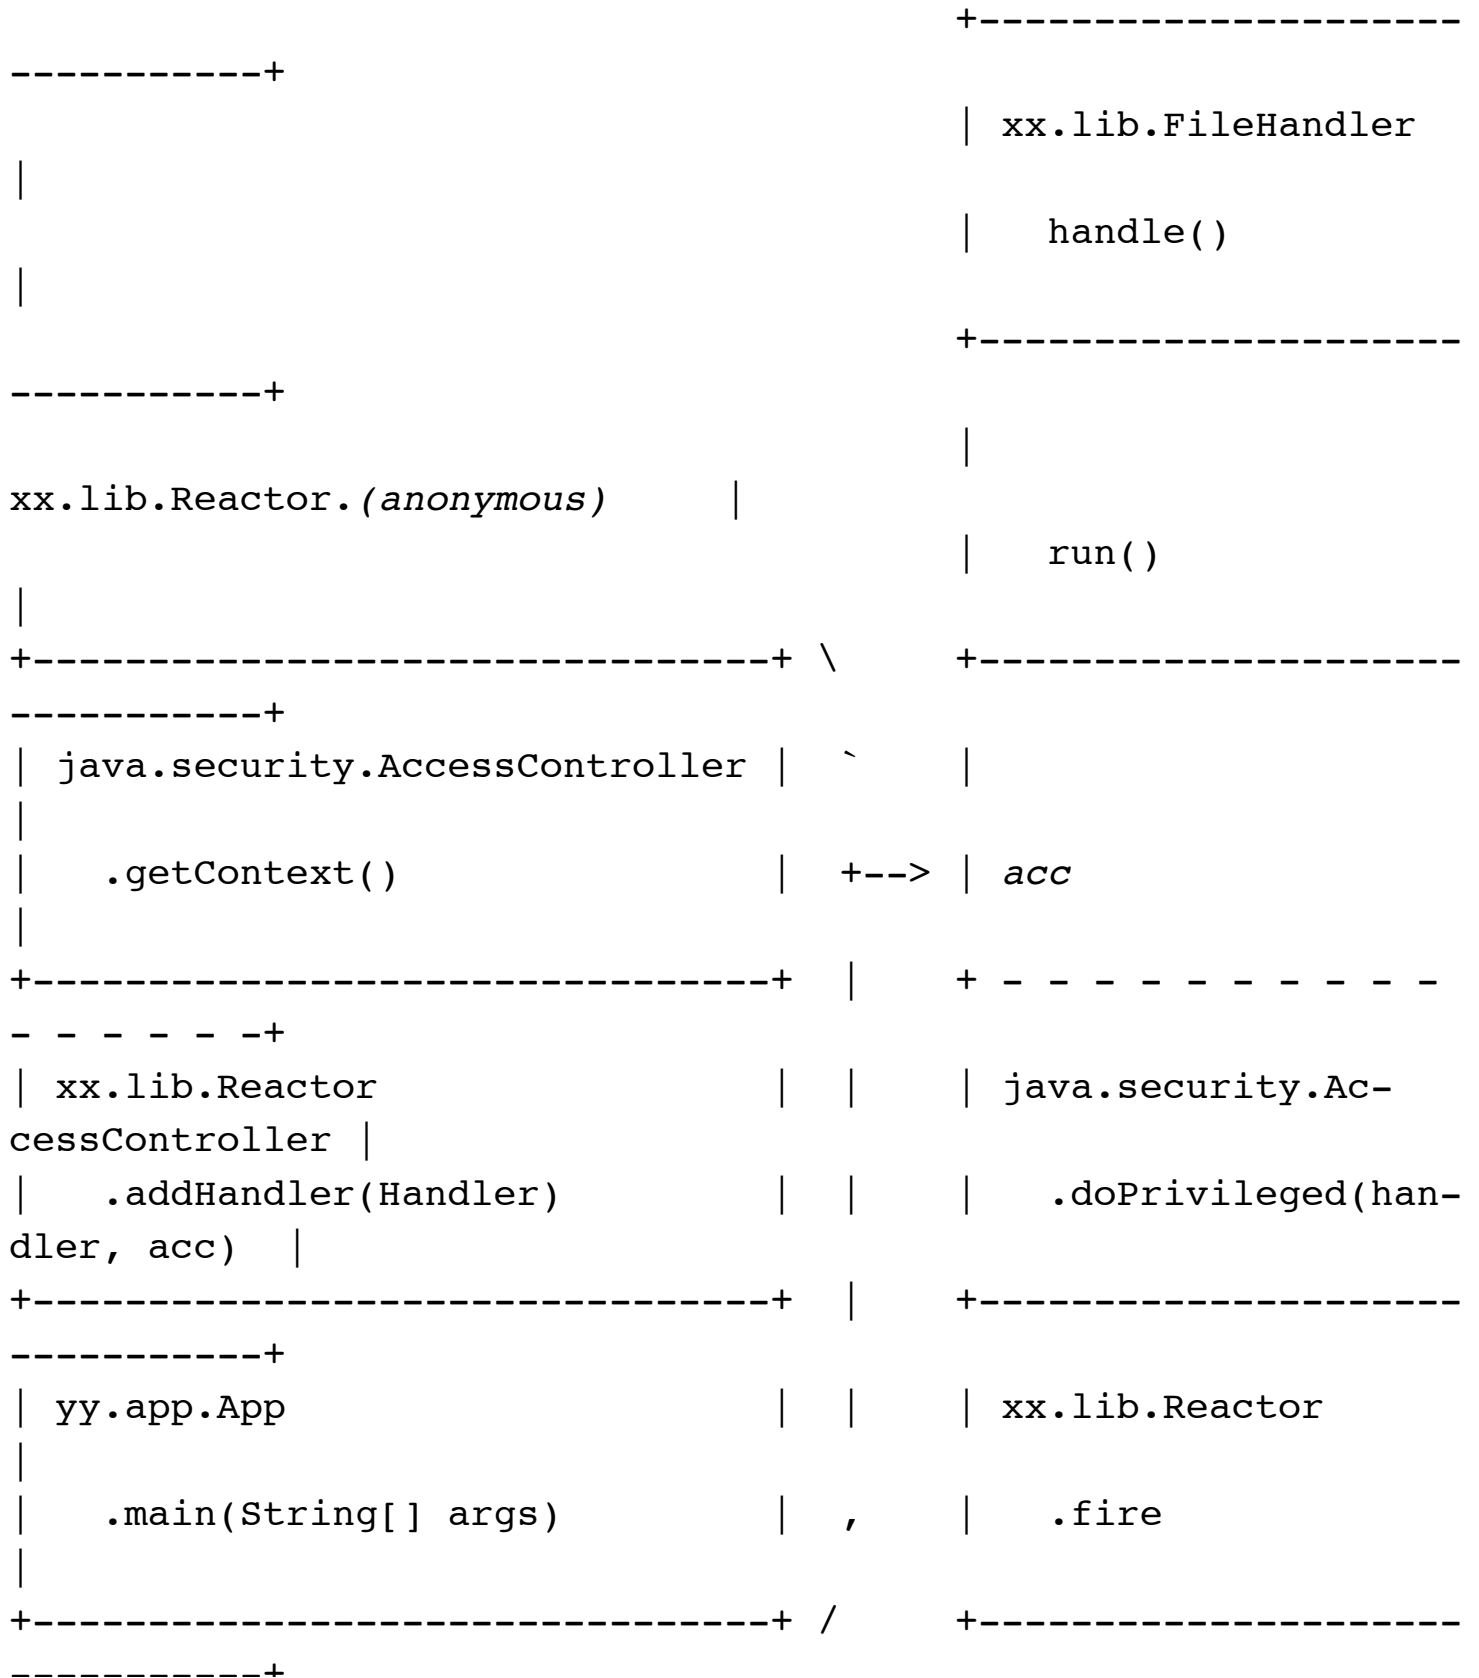 +---------------------
-----------+
                                         | xx.lib.FileHandler
|
                                         |   handle()
|
                                         +---------------------
-----------+
                                         |
xx.lib.Reactor.(anonymous)     |
                                         |   run()
|
+--------------------------------+ \     +---------------------
-----------+
| java.security.AccessController |  `    |
|
|   .getContext()                |  +--> | acc
|
+--------------------------------+  |    + - - - - - - - - - -
- - - - - -+
| xx.lib.Reactor                 |  |    | java.security.Ac-
cessController |
|   .addHandler(Handler)         |  |    |   .doPrivileged(han-
dler, acc)  |
+--------------------------------+  |    +---------------------
-----------+
| yy.app.App                     |  |    | xx.lib.Reactor
|
|   .main(String[] args)         |  ,    |   .fire
|
+--------------------------------+ /     +---------------------
-----------+